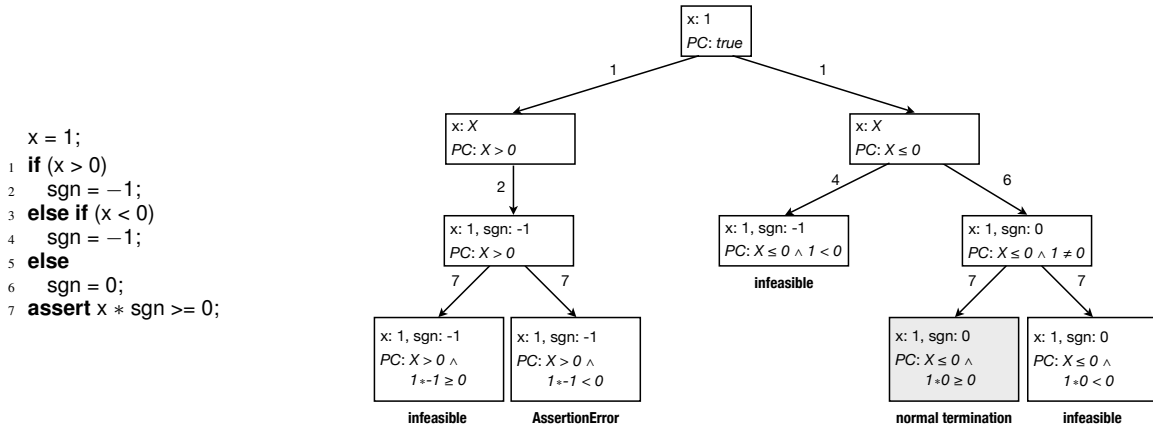 x = 1;
1 if (x > 0)
2 sgn = −1;
3 else if (x < 0)
4 sgn = −1;
5 else
6 sgn = 0;
7 assert x ∗ sgn >= 0;
x: 1
PC: true
1
1
x: X
PC: X > 0
x: X
PC: X ≤ 0
2
4
6
x: 1, sgn: -1
PC: X > 0
x: 1, sgn: -1
PC: X ≤ 0 ∧ 1 < 0
infeasible
x: 1, sgn: 0
PC: X ≤ 0 ∧ 1 ≠ 0
7
7
7
7
x: 1, sgn: -1
PC: X > 0 ∧
1*-1 ≥ 0
infeasible
x: 1, sgn: -1
PC: X > 0 ∧
1*-1 < 0
AssertionError
x: 1, sgn: 0
PC: X ≤ 0 ∧
1*0 ≥ 0
normal termination
x: 1, sgn: 0
PC: X ≤ 0 ∧
1*0 < 0
infeasible